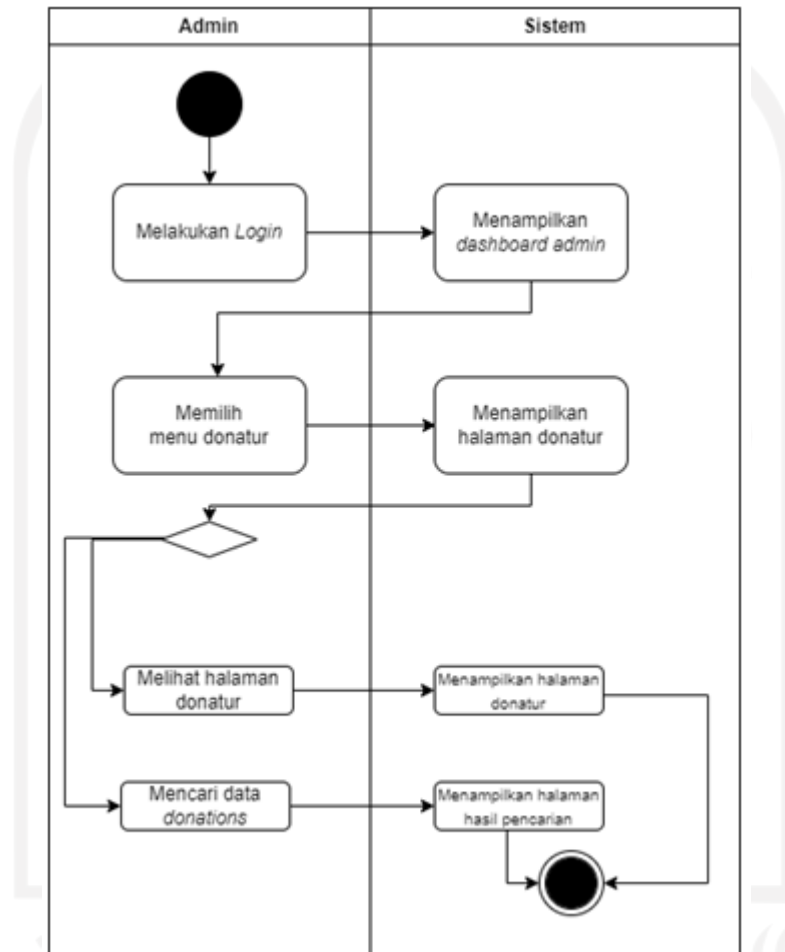 Admin
Sistem
Melakukan Login
Menampilkan
dashboard admin
Memilih
menu donatur
Menampilkan
halaman donatur
Melihat halaman
donatur
Menampilkan halaman
donatur
Mencari data
donations
Menampilkan halaman
hasil pencarian